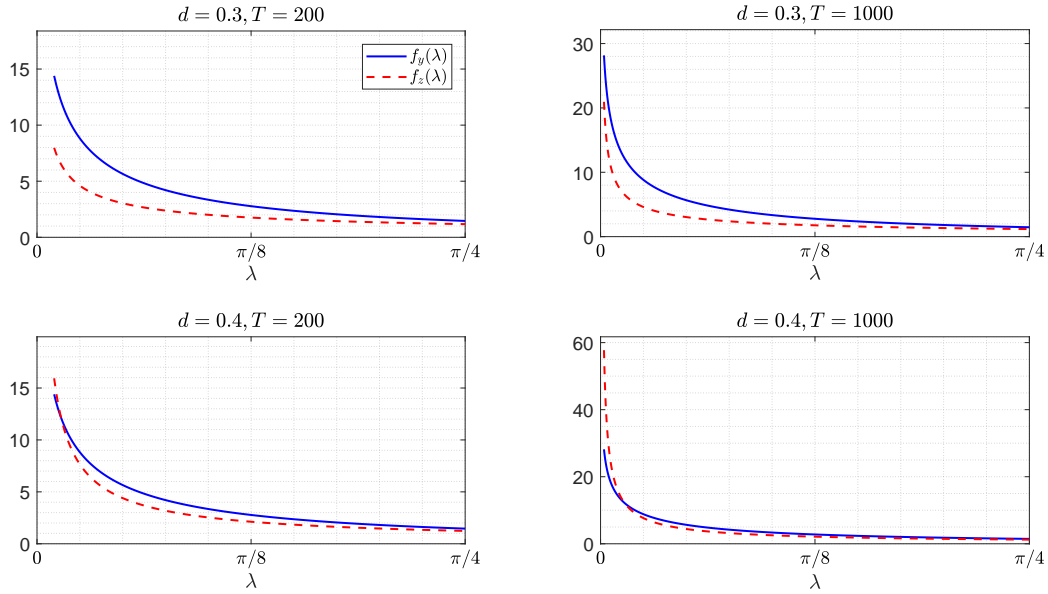 d = 0.3, T = 200
15
10
5
0
0
π/8
π/4
λ
f_y(λ)
f_z(λ)
d = 0.3, T = 1000
30
20
10
0
0
π/8
π/4
λ
d = 0.4, T = 200
15
10
5
0
0
π/8
π/4
λ
d = 0.4, T = 1000
60
40
20
0
0
π/8
π/4
λ